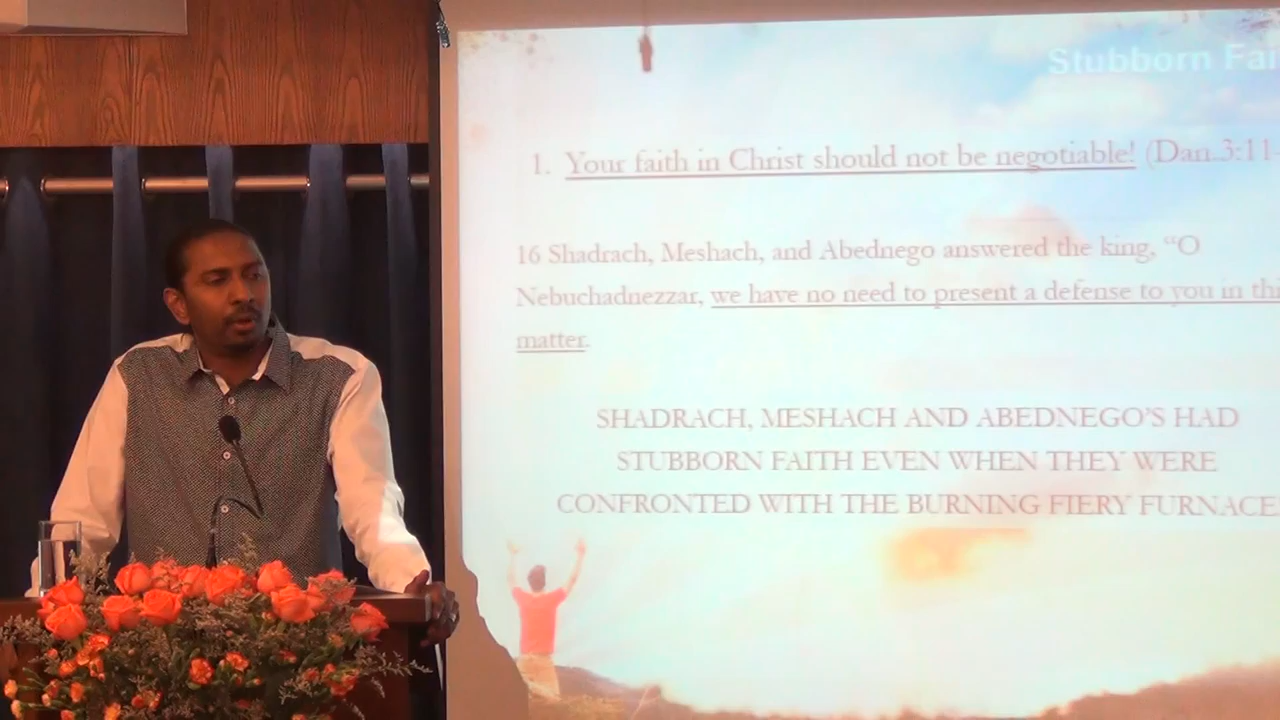 Stubborn Fai
1. Your faith in Christ should not be negotiable! (Dan.3:11-
16 Shadrach, Meshach, and Abednego answered the king, “O
Nebuchadnezzar, we have no need to present a defense to you in thi
matter.
SHADRACH, MESHACH AND ABEDNEGO’S HAD
STUBBORN FAITH EVEN WHEN THEY WERE
CONFRONTED WITH THE BURNING FIERY FURNACE